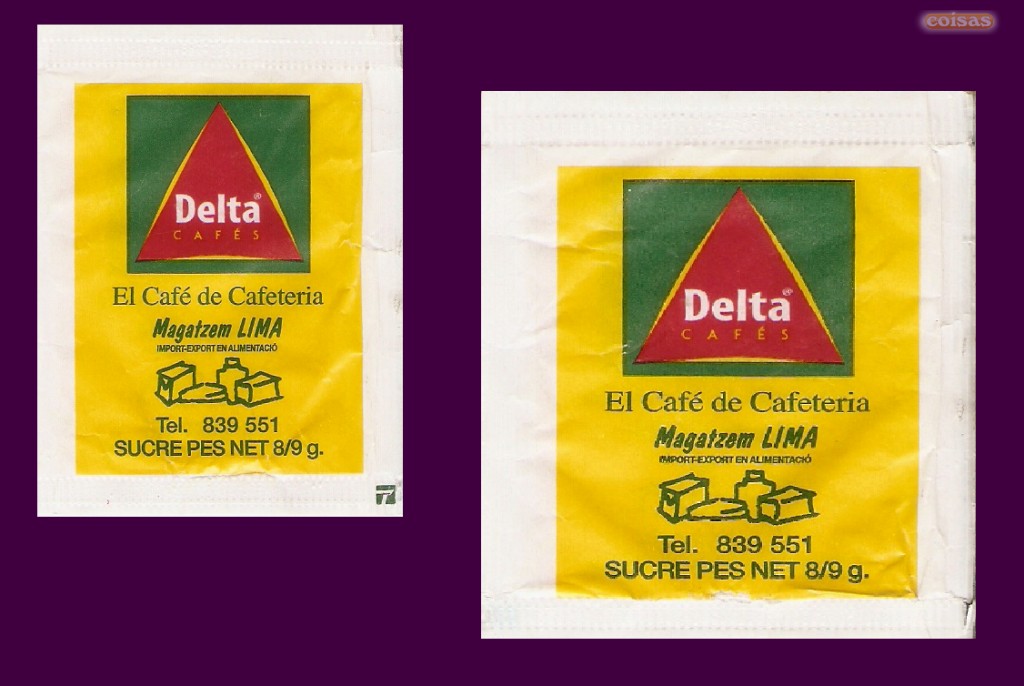 coisas
Delta®
CAFÉS
El Café de Cafeteria
Magatzem LIMA
IMPORT-EXPORT EN ALIMENTACIÓ
Tel. 839 551
SUCRE PES NET 8/9 g.
Delta®
CAFÉS
El Café de Cafeteria
Magatzem LIMA
IMPORT-EXPORT EN ALIMENTACIÓ
Tel. 839 551
SUCRE PES NET 8/9 g.